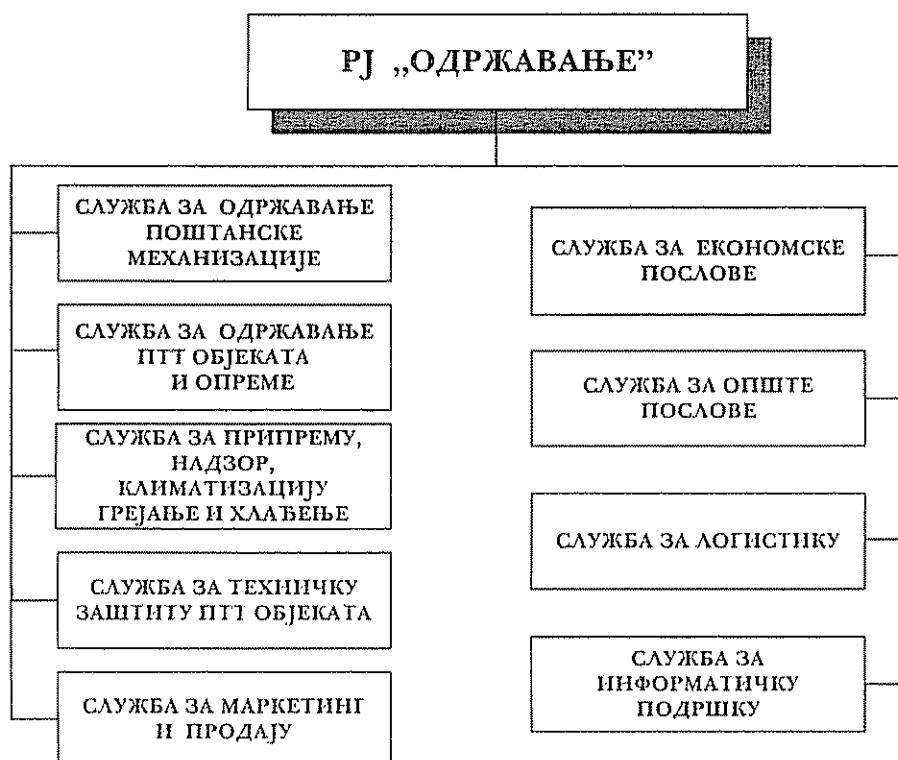 РЈ „ОДРЖАВАЊЕ”
СЛУЖБА ЗА ОДРЖАВАЊЕ
ПОШТАНСКЕ
МЕХАНИЗАЦИЈЕ
СЛУЖБА ЗА ОДРЖАВАЊЕ
ПТТ ОБЈЕКАТА
И ОПРЕМЕ
СЛУЖБА ЗА ПРИПРЕМУ,
НАДЗОР,
КЛИМАТИЗАЦИЈУ
ГРЕЈАЊЕ И ХЛАЂЕЊЕ
СЛУЖБА ЗА ТЕХНИЧКУ
ЗАШТИТУ ПТТ ОБЈЕКАТА
СЛУЖБА ЗА МАРКЕТИНГ
И ПРОДАЈУ
СЛУЖБА ЗА ЕКОНОМСКЕ
ПОСЛОВЕ
СЛУЖБА ЗА ОПШТЕ
ПОСЛОВЕ
СЛУЖБА ЗА ЛОГИСТИКУ
СЛУЖБА ЗА
ИНФОРМАТИЧКУ
ПОДРШКУ